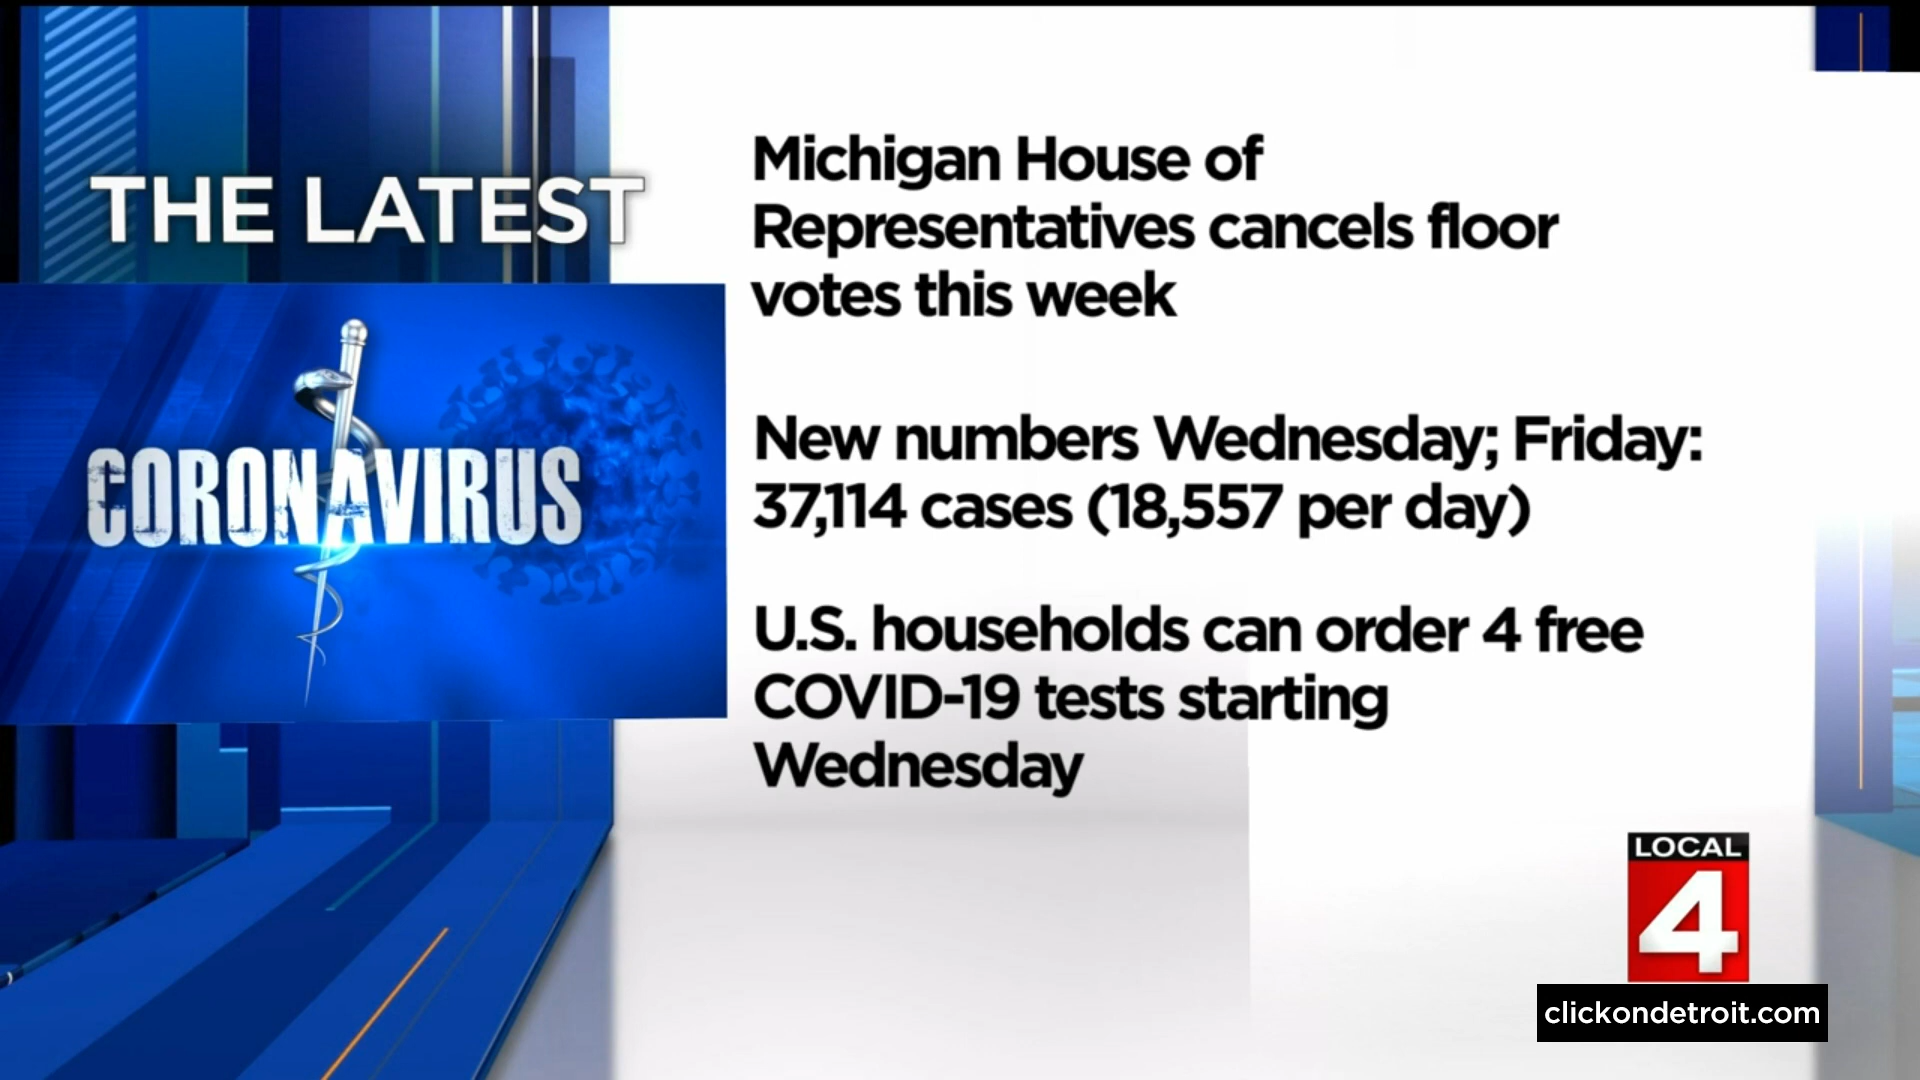 THE LATEST
CORONAVIRUS
Michigan House of
Representatives cancels floor
votes this week
New numbers Wednesday; Friday:
37,114 cases (18,557 per day)
U.S. households can order 4 free
COVID-19 tests starting
Wednesday
LOCAL
4
clickondetroit.com